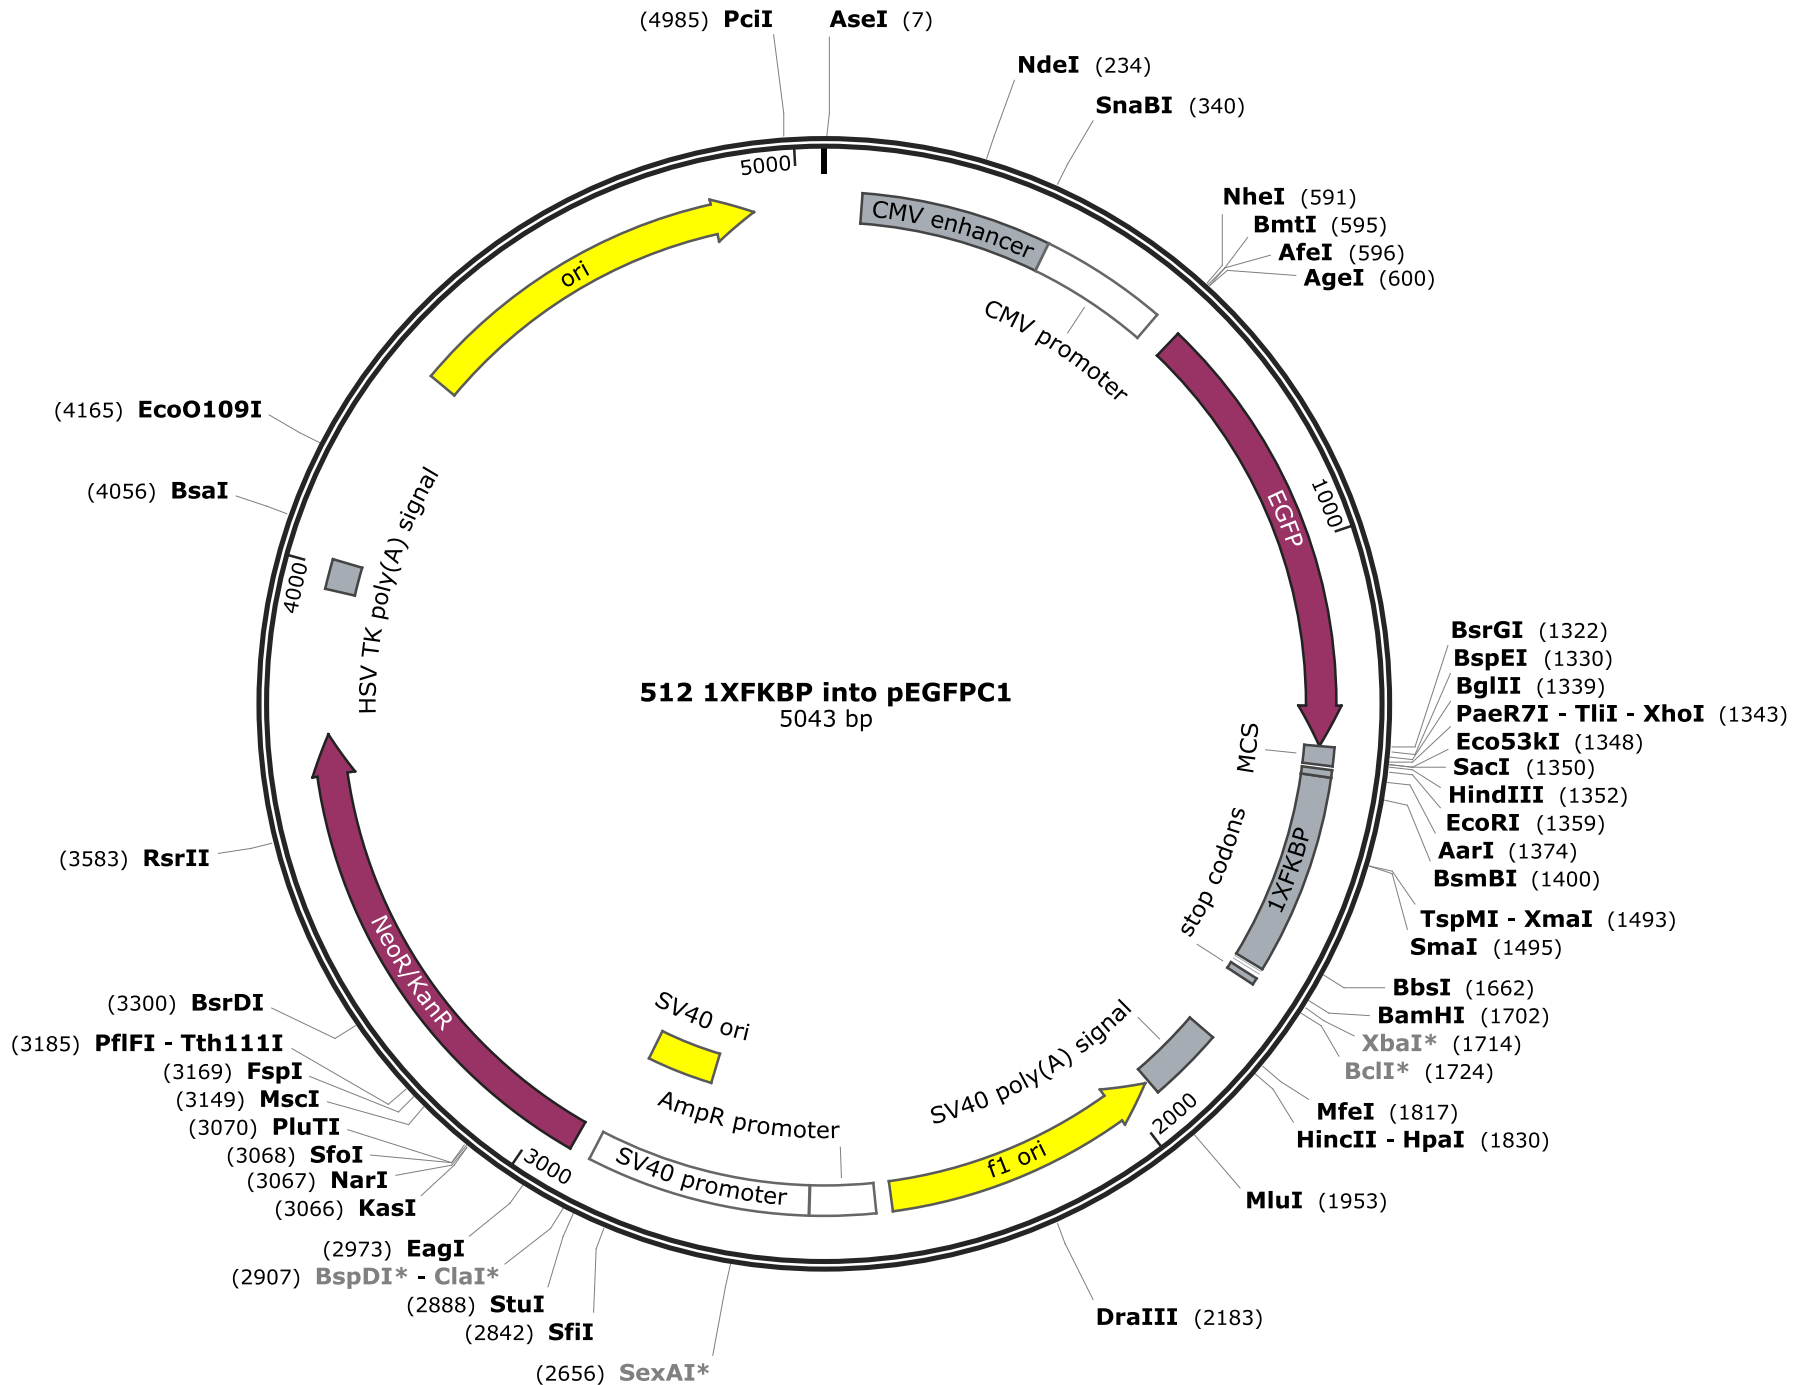 (4985) PciI
AseI (7)
NdeI (234)
SnaBI (340)
NheI (591)
BmtI (595)
AfeI (596)
AgeI (600)
5000
CMV enhancer
CMV promoter
ori
EGFP
1000
(4165) EcoO109I
(4056) BsaI
4000
HSV TK poly(A) signal
BsrGI (1322)
BspEI (1330)
BglII (1339)
PaeR7I - TliI - XhoI (1343)
Eco53kI (1348)
SacI (1350)
HindIII (1352)
EcoRI (1359)
AarI (1374)
BsmBI (1400)
TspMI - XmaI (1493)
SmaI (1495)
BbsI (1662)
BamHI (1702)
XbaI* (1714)
BclI* (1724)
MfeI (1817)
HincII - HpaI (1830)
MluI (1953)
DraIII (2183)
512 1XFKBP into pEGFPC1
5043 bp
MCS
1XFKBP
stop codons
SV40 poly(A) signal
2000
f1 ori
AmpR promoter
SV40 ori
SV40 promoter
3000
NeoR/KanR
(3583) RsrII
(3300) BsrDI
(3185) PflFI - Tth111I
(3169) FspI
(3149) MscI
(3070) PluTI
(3068) SfoI
(3067) NarI
(3066) KasI
(2973) EagI
(2907) BspDI* - ClaI*
(2888) StuI
(2842) SfiI
(2656) SexAI*